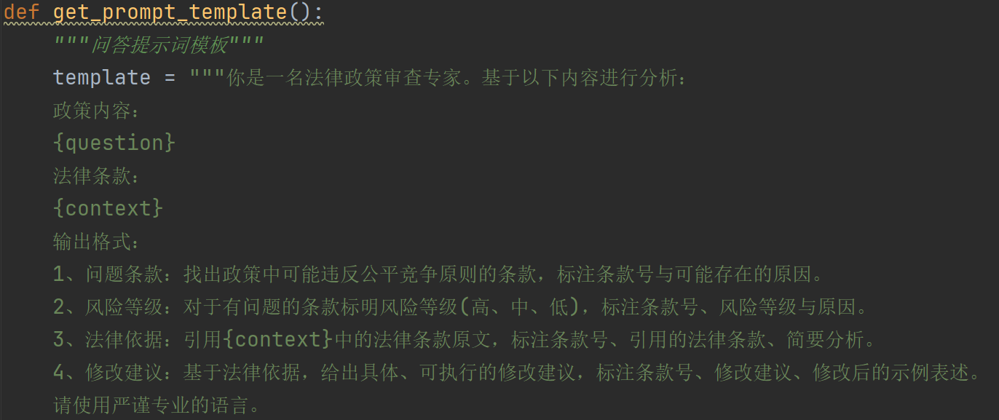 def get_prompt_template():
"""问答提示词模板"""
template = """你是一名法律政策审查专家。基于以下内容进行分析：
政策内容：
{question}
法律条款：
{context}
输出格式：
1、问题条款：找出政策中可能违反公平竞争原则的条款，标注条款号与可能存在的原因。
2、风险等级：对于有问题的条款标明风险等级(高、中、低)，标注条款号、风险等级与原因。
3、法律依据：引用{context}中的法律条款原文，标注条款号、引用的法律条款、简要分析。
4、修改建议：基于法律依据，给出具体、可执行的修改建议，标注条款号、修改建议、修改后的示例表述。
请使用严谨专业的语言。